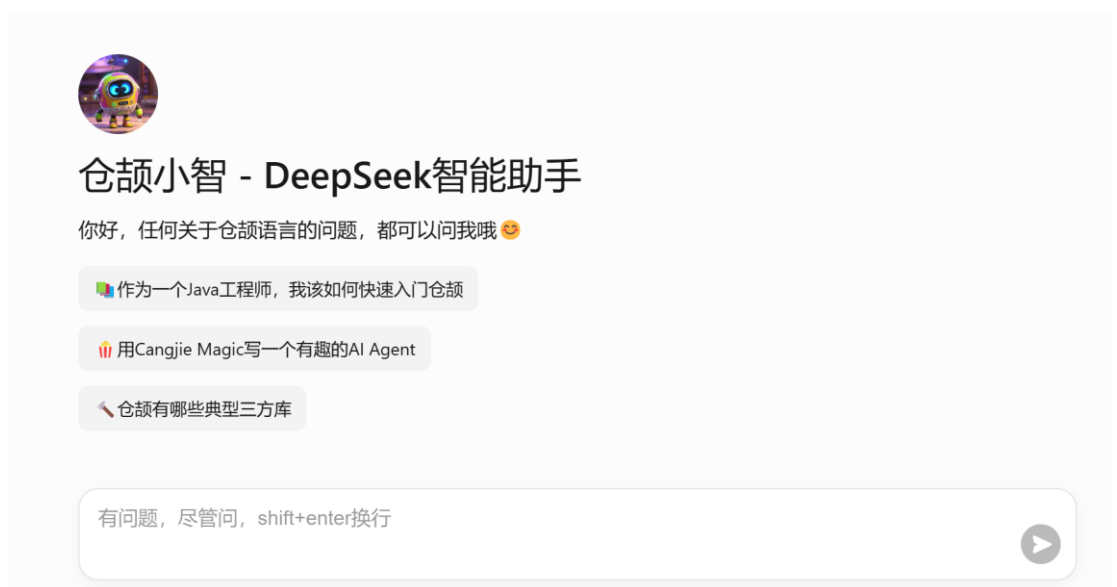 仓颉小智 - DeepSeek智能助手
你好，任何关于仓颉语言的问题，都可以问我哦😊
📚作为一个Java工程师，我该如何快速入门仓颉
🍿用Cangjie Magic写一个有趣的AI Agent
🔨仓颉有哪些典型三方库
有问题，尽管问，shift+enter换行